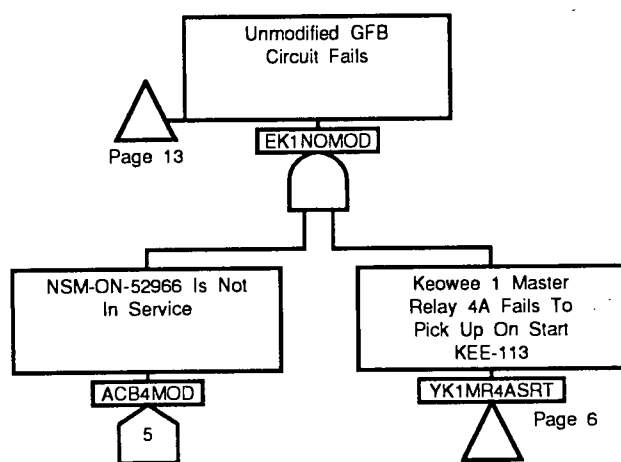 Unmodified GFB
Circuit Fails
Page 13
EK1NOMOD
NSM-ON-52966 Is Not
In Service
Keowee 1 Master
Relay 4A Fails To
Pick Up On Start
KEE-113
ACB4MOD
YK1MR4ASRT
5
Page 6